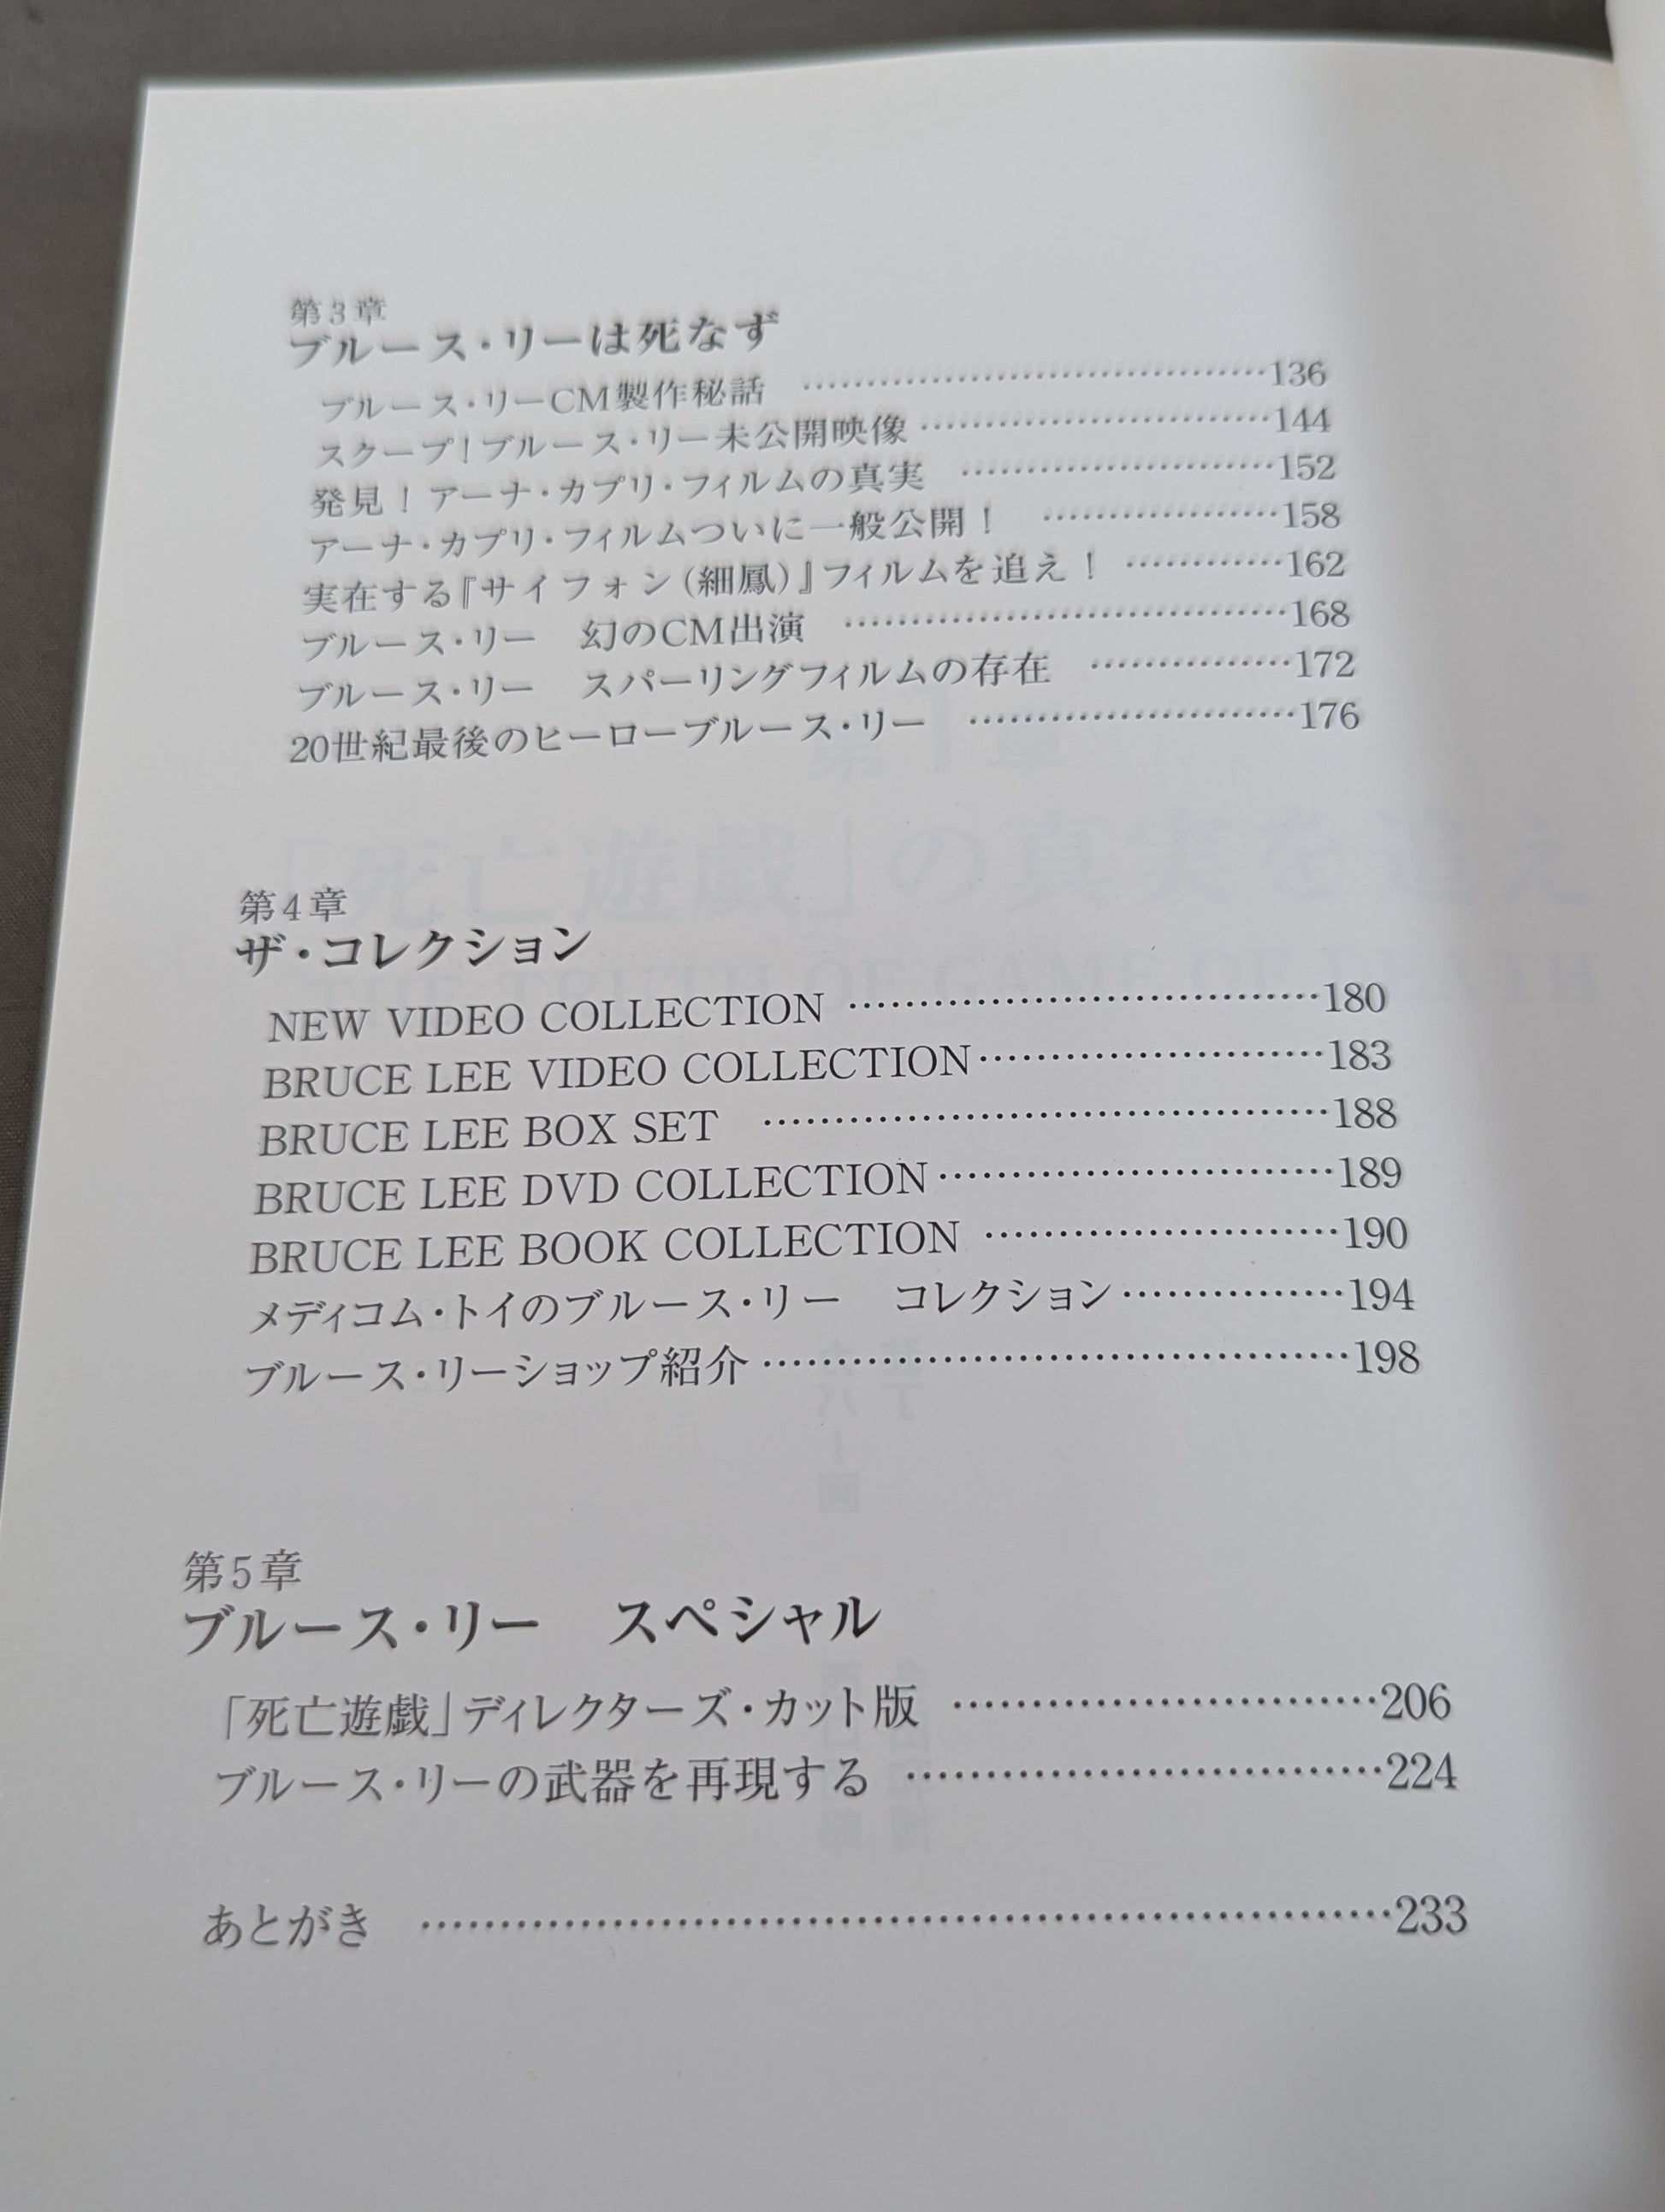 第3章
ブルース・リーは死なず
ブルース・リーCM製作秘話 ……………………………136
スクープ！ブルース・リー未公開映像 ……………………………144
発見！アーナ・カプリ・フィルムの真実 ………………………152
アーナ・カプリ・フィルムついに一般公開！ …………………158
実在する『サイフォン(細鳳)』フィルムを追え！ …………162
ブルース・リー　幻のCM出演 ……………………………168
ブルース・リー　スパーリングフィルムの存在 ……………172
20世紀最後のヒーローブルース・リー ………………………176
第4章
ザ・コレクション
NEW VIDEO COLLECTION ……………………………180
BRUCE LEE VIDEO COLLECTION………………………183
BRUCE LEE BOX SET ……………………………………188
BRUCE LEE DVD COLLECTION…………………………189
BRUCE LEE BOOK COLLECTION ………………………190
メディコム・トイのブルース・リー　コレクション……………194
ブルース・リーショップ紹介……………………………………198
第5章
ブルース・リー　スペシャル
「死亡遊戯」ディレクターズ・カット版 …………………………206
ブルース・リーの武器を再現する ……………………………224
あとがき ……………………………………………………………233
第1章
「死亡遊戯」の真実を追え